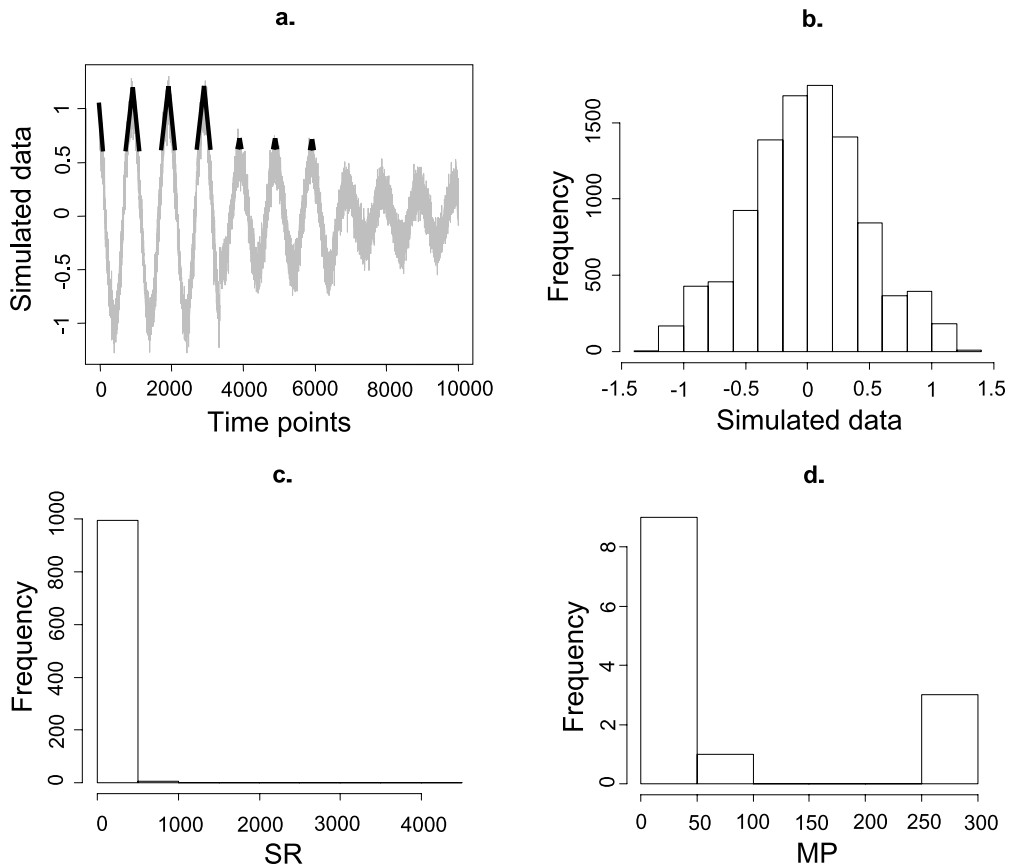 a.
Simulated data
1
0.5
0
-0.5
-1
0 2000 4000 6000 8000 10000
Time points
b.
Frequency
1500
1000
500
0
-1.5 -1 -0.5 0 0.5 1 1.5
Simulated data
c.
Frequency
1000
800
600
400
200
0
0 1000 2000 3000 4000
SR
d.
Frequency
8
6
4
2
0
0 50 100 150 200 250 300
MP